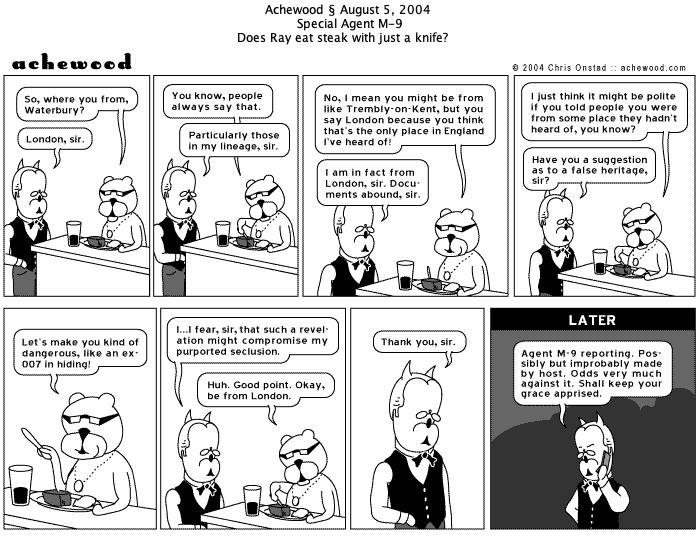 Achewood § August 5, 2004
Special Agent M-9
Does Ray eat steak with just a knife?
achewood
© 2004 Chris Onstad :: achewood.com
So, where you from,
Waterbury?
London, sir.
You know, people
always say that.
Particularly those
in my lineage, sir.
No, I mean you might be from
like Trembly-on-Kent, but you
say London because you think
that's the only place in England
I've heard of!
I am in fact from
London, sir. Docu-
ments abound, sir.
I just think it might be polite
if you told people you were
from some place they hadn't
heard of, you know?
Have you a suggestion
as to a false heritage,
sir?
Let's make you kind of
dangerous, like an ex-
007 in hiding!
I...I fear, sir, that such a revel-
ation might compromise my
purported seclusion.
Huh. Good point. Okay,
be from London.
Thank you, sir.
LATER
Agent M-9 reporting. Pos-
sibly but improbably made
by host. Odds very much
against it. Shall keep your
grace apprised.